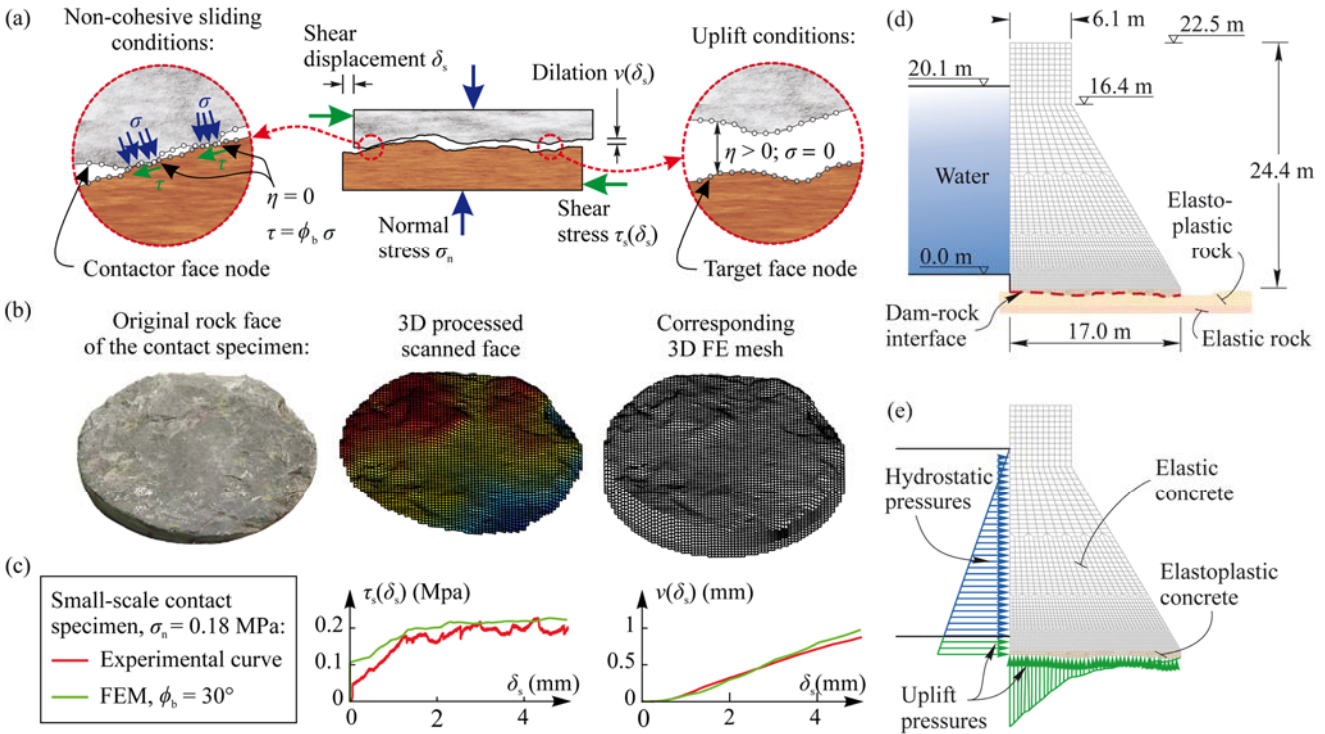 (a)
Non-cohesive sliding
conditions:
σ
σ
τ
τ
η = 0
τ = ϕb σ
Contactor face node
Shear
displacement δs
Dilation v(δs)
Normal
stress σn
Shear
stress τs(δs)
Uplift conditions:
η > 0; σ = 0
Target face node
(b)
Original rock face
of the contact specimen:
3D processed
scanned face
Corresponding
3D FE mesh
(c)
Small-scale contact
specimen, σn = 0.18 MPa:
Experimental curve
FEM, ϕb = 30°
τs(δs) (Mpa)
0.2
0.1
0
0
2
4
δs (mm)
v(δs) (mm)
1
0.5
0
0
2
4
δs (mm)
(d)
6.1 m
22.5 m
20.1 m
16.4 m
Water
24.4 m
Elasto-
plastic
rock
0.0 m
Dam-rock
interface
17.0 m
Elastic rock
(e)
Hydrostatic
pressures
Elastic
concrete
Elastoplastic
concrete
Uplift
pressures